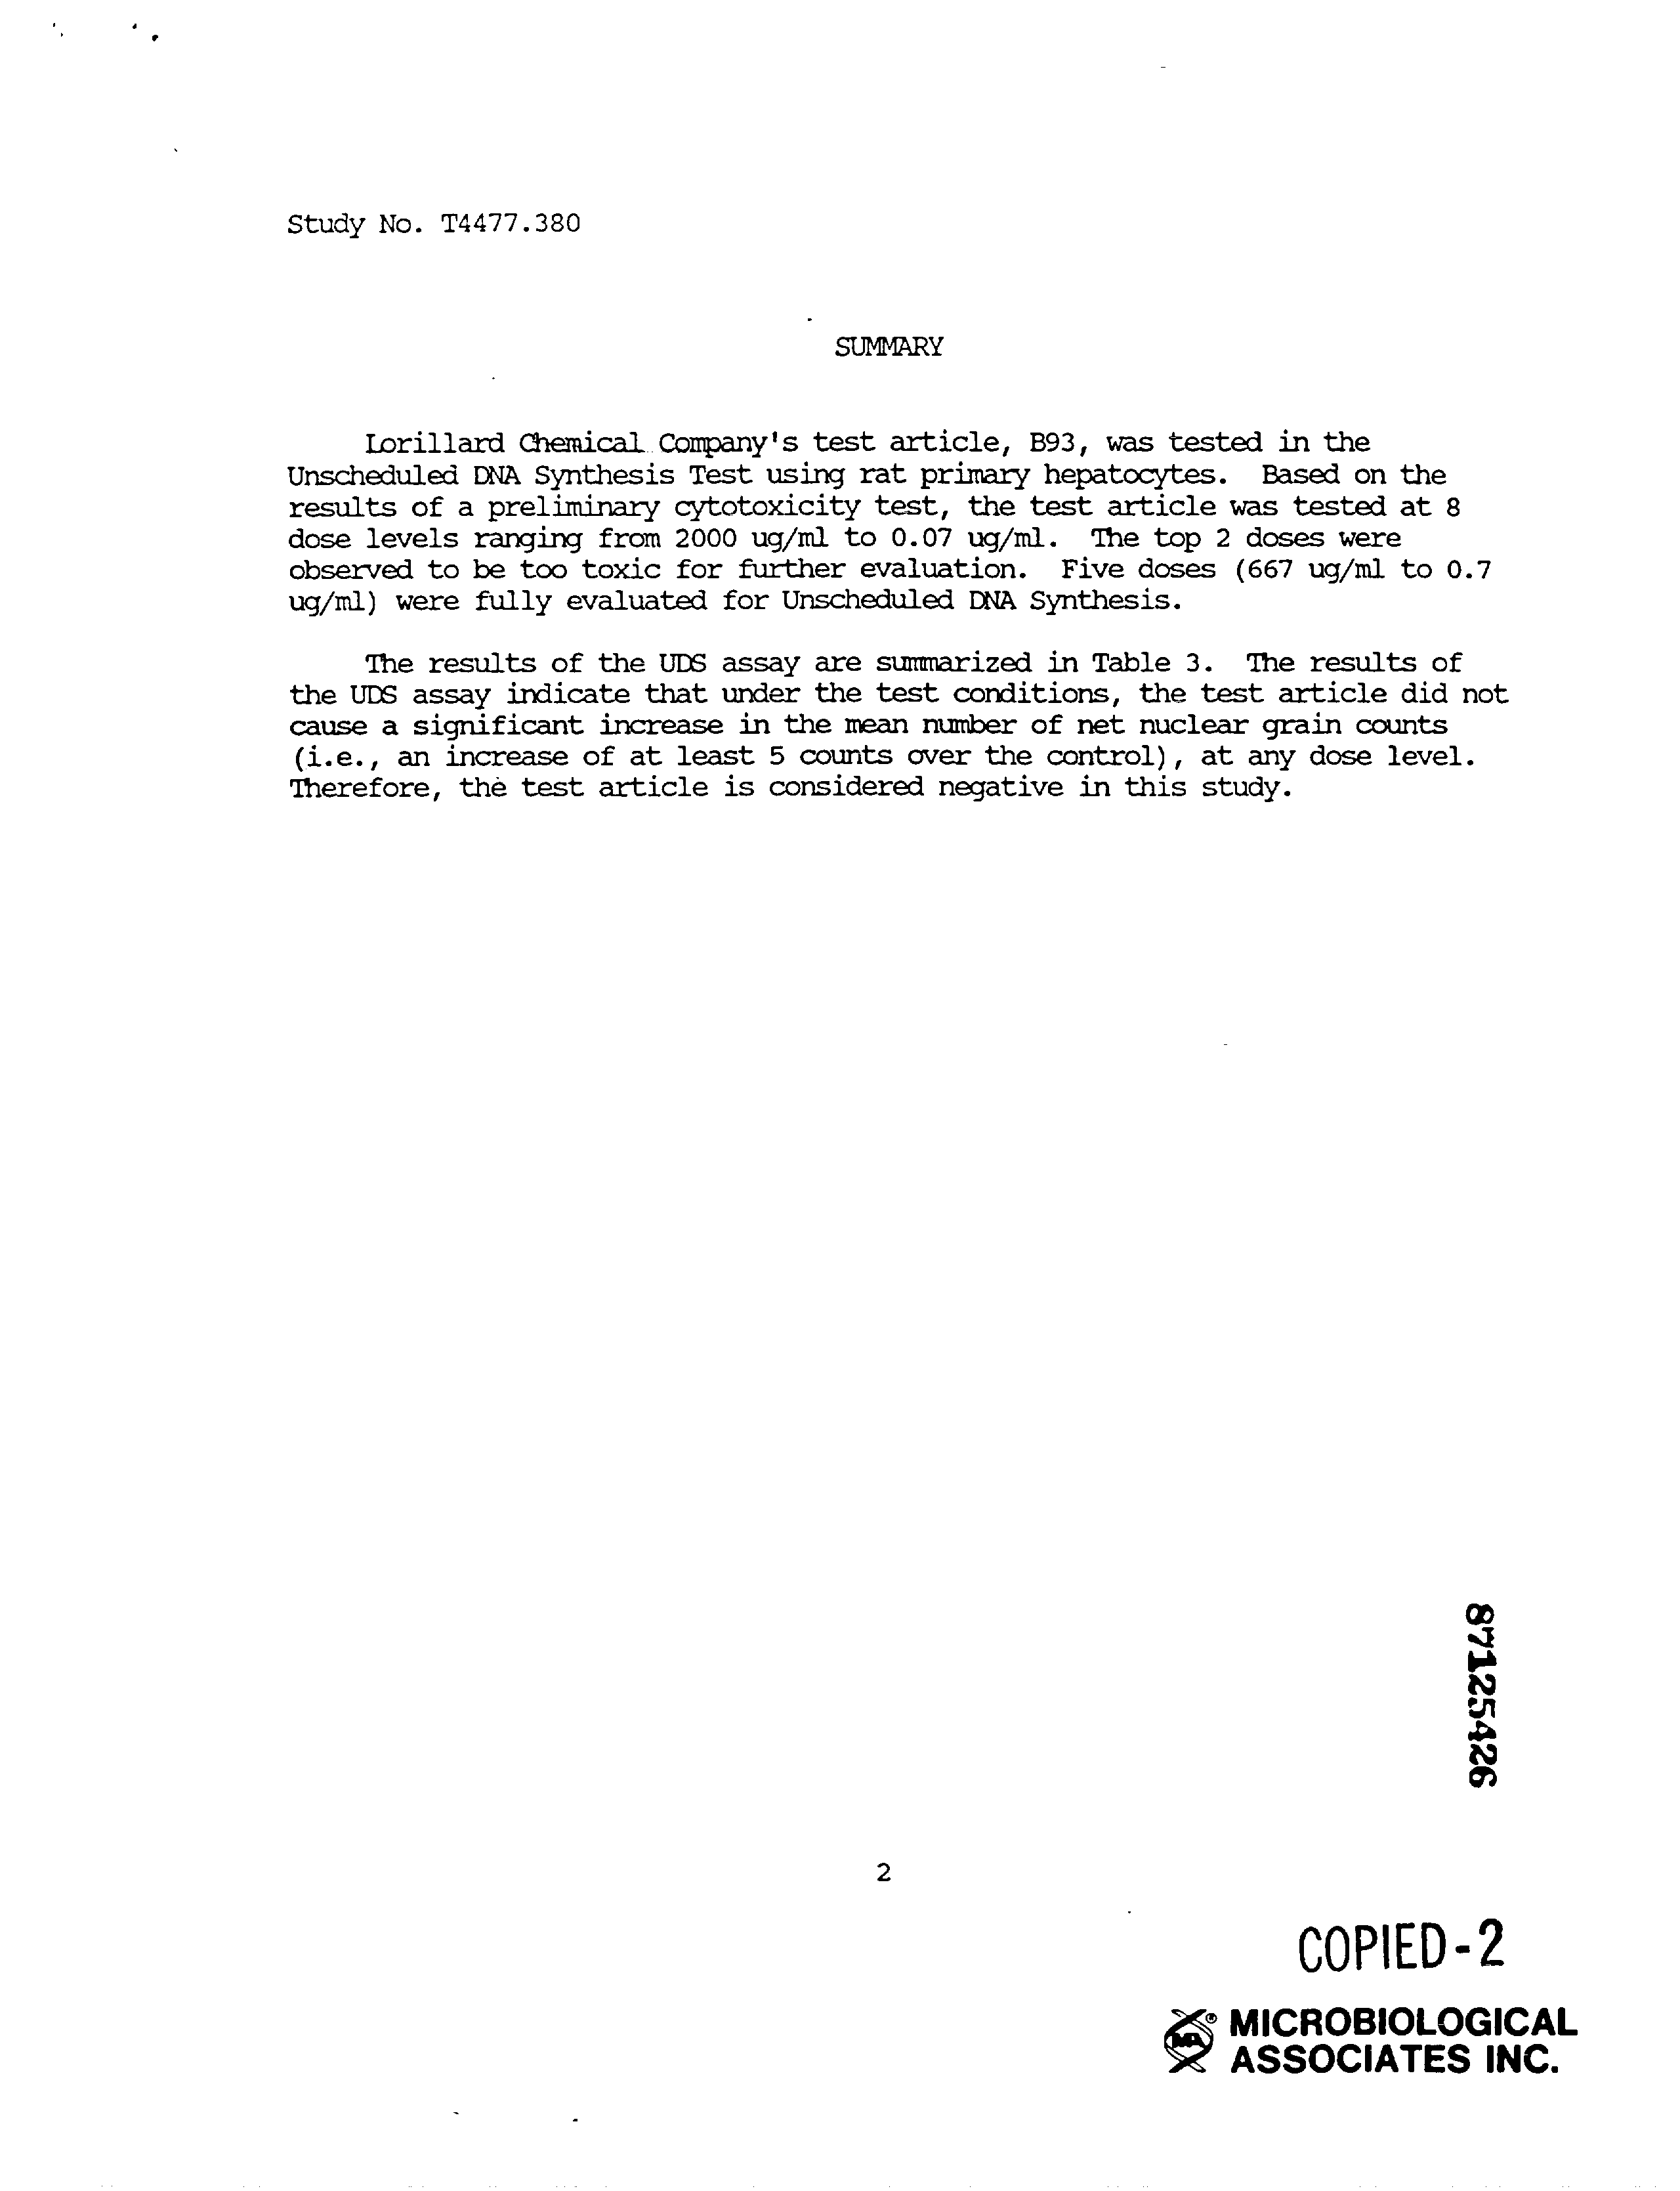 Study No. T4477.380
SUMMARY
Lorillard Chemical Company's test article, B93, was tested in the
Unscheduled DNA Synthesis Test using rat primary hepatocytes. Based on the
results of a preliminary cytotoxicity test, the test article was tested at 8
dose levels ranging from 2000 ug/ml to 0.07 ug/ml. The top 2 doses were
observed to be too toxic for further evaluation. Five doses (667 ug/ml to 0.7
ug/ml) were fully evaluated for Unscheduled DNA Synthesis.
The results of the UDS assay are summarized in Table 3. The results of
the UDS assay indicate that under the test conditions, the test article did not
cause a significant increase in the mean number of net nuclear grain counts
(i.e., an increase of at least 5 counts over the control), at any dose level.
Therefore, the test article is considered negative in this study.
87125426
2
COPIED-2
MA ® MICROBIOLOGICAL
ASSOCIATES INC.